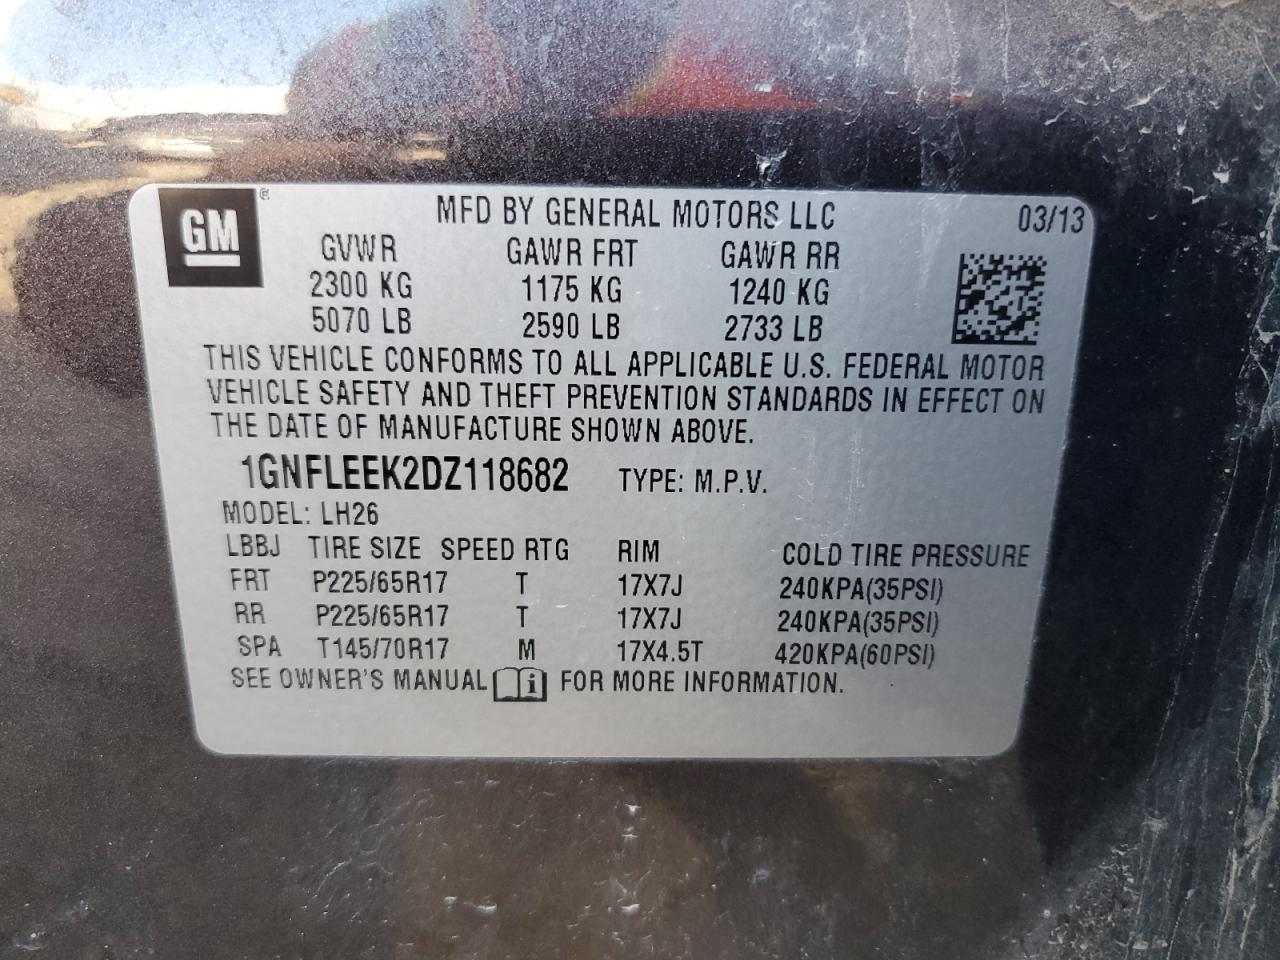 GM ®
MFD BY GENERAL MOTORS LLC 03/13
GVWR GAWR FRT GAWR RR
2300 KG 1175 KG 1240 KG
5070 LB 2590 LB 2733 LB
THIS VEHICLE CONFORMS TO ALL APPLICABLE U.S. FEDERAL MOTOR
VEHICLE SAFETY AND THEFT PREVENTION STANDARDS IN EFFECT ON
THE DATE OF MANUFACTURE SHOWN ABOVE.
1GNFLEEK2DZ118682 TYPE: M.P.V.
MODEL: LH26
LBBJ TIRE SIZE SPEED RTG RIM COLD TIRE PRESSURE
FRT P225/65R17 T 17X7J 240KPA(35PSI)
RR P225/65R17 T 17X7J 240KPA(35PSI)
SPA T145/70R17 M 17X4.5T 420KPA(60PSI)
SEE OWNER'S MANUAL i FOR MORE INFORMATION.